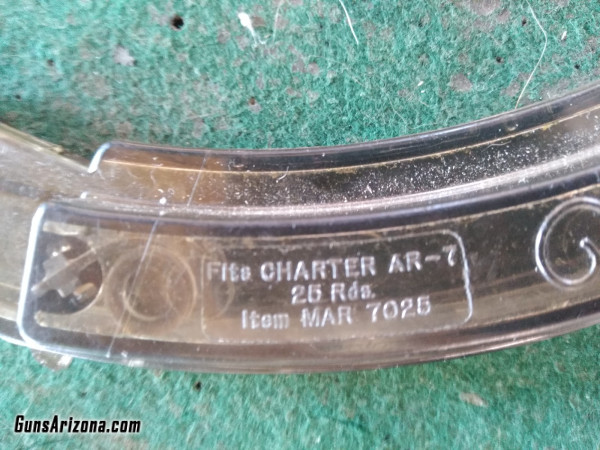 Fits CHARTER AR-7
25 Rds.
Item MAR 7025
GunsArizona.com